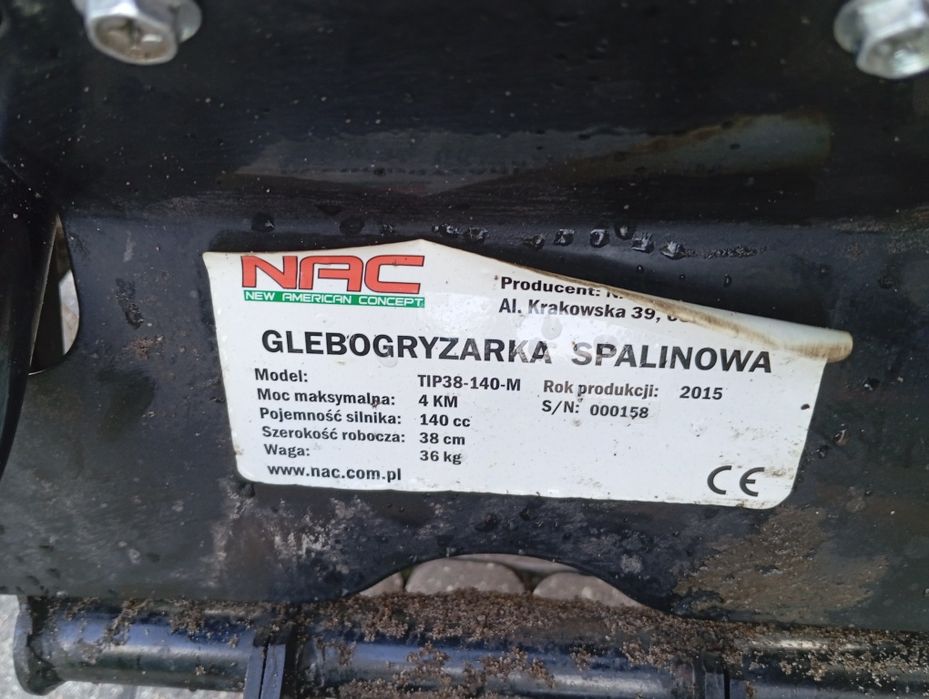 NAC
NEW AMERICAN CONCEPT
Producent:
Al. Krakowska 39,
GLEBOGRYZARKA SPALINOWA
Model: TIP38-140-M Rok produkcji: 2015
Moc maksymalna: 4 KM S/N: 000158
Pojemność silnika: 140 cc
Szerokość robocza: 38 cm
Waga: 36 kg
www.nac.com.pl
CE